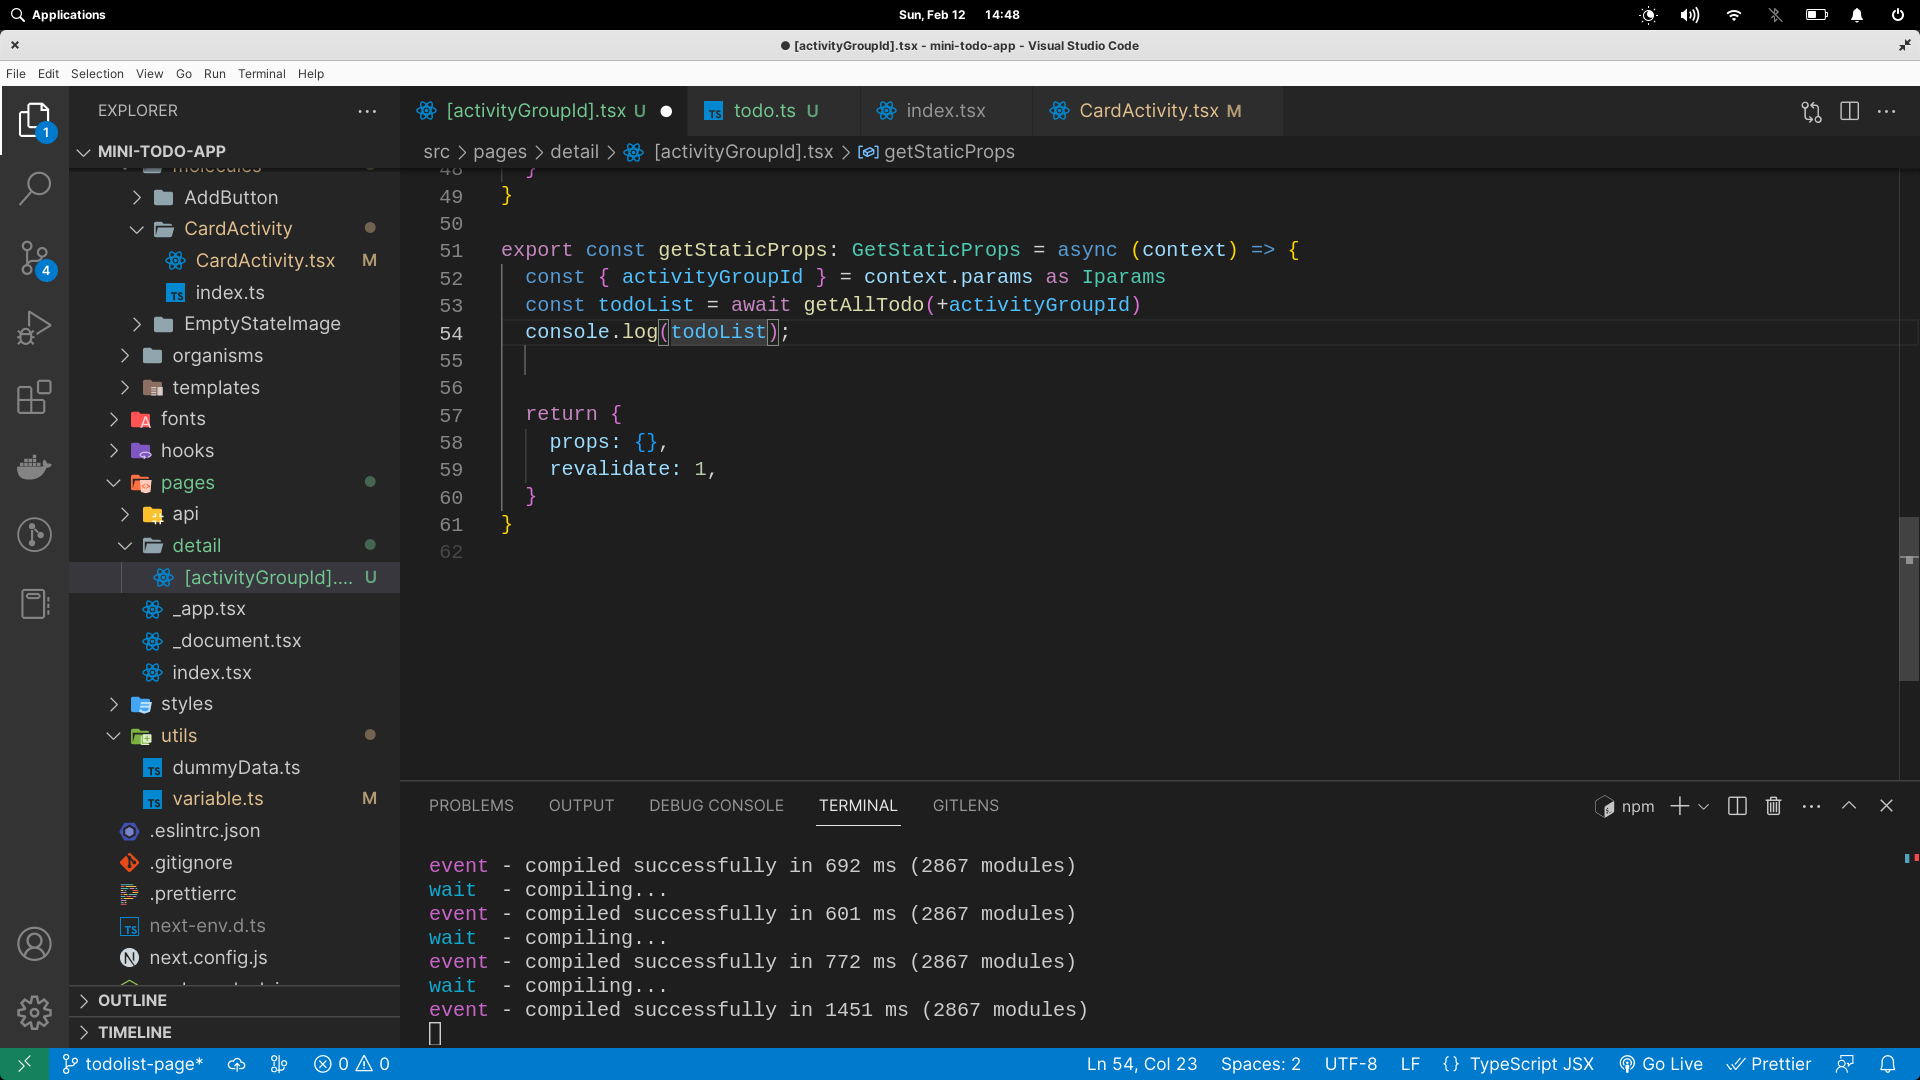 Applications
Sun, Feb 12 14:48
[activityGroupId].tsx - mini-todo-app - Visual Studio Code
File Edit Selection View Go Run Terminal Help
EXPLORER
1
4
MINI-TODO-APP
molecules
AddButton
CardActivity
CardActivity.tsx M
index.ts
EmptyStateImage
organisms
templates
fonts
hooks
pages
api
detail
[activityGroupId].... U
_app.tsx
_document.tsx
index.tsx
styles
utils
dummyData.ts
variable.ts M
.eslintrc.json
.gitignore
.prettierrc
next-env.d.ts
next.config.js
OUTLINE
TIMELINE
[activityGroupId].tsx U
todo.ts U
index.tsx
CardActivity.tsx M
src > pages > detail > [activityGroupId].tsx > getStaticProps
48 }
49 }
50
51 export const getStaticProps: GetStaticProps = async (context) => {
52 const { activityGroupId } = context.params as Iparams
53 const todoList = await getAllTodo(+activityGroupId)
54 console.log(todoList);
55
56
57 return {
58 props: {},
59 revalidate: 1,
60 }
61 }
62
PROBLEMS OUTPUT DEBUG CONSOLE TERMINAL GITLENS
npm
event - compiled successfully in 692 ms (2867 modules)
wait - compiling...
event - compiled successfully in 601 ms (2867 modules)
wait - compiling...
event - compiled successfully in 772 ms (2867 modules)
wait - compiling...
event - compiled successfully in 1451 ms (2867 modules)
todolist-page* 0 0 Ln 54, Col 23 Spaces: 2 UTF-8 LF {} TypeScript JSX Go Live Prettier